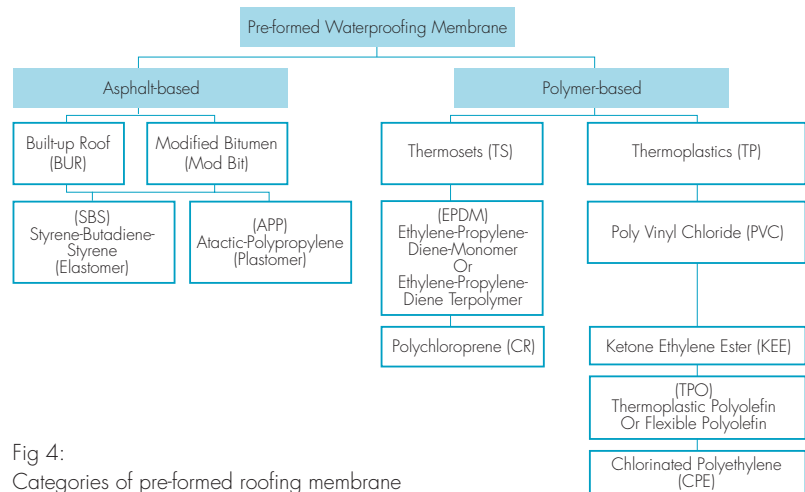 Pre-formed Waterproofing Membrane
Asphalt-based
Polymer-based
Built-up Roof
(BUR)
Modified Bitumen
(Mod Bit)
Thermosets (TS)
Thermoplastics (TP)
(SBS)
Styrene-Butadiene-
Styrene
(Elastomer)
(APP)
Atactic-Polypropylene
(Plastomer)
(EPDM)
Ethylene-Propylene-
Diene-Monomer
Or
Ethylene-Propylene-
Diene Terpolymer
Poly Vinyl Chloride (PVC)
Polychloroprene (CR)
Ketone Ethylene Ester (KEE)
(TPO)
Thermoplastic Polyolefin
Or Flexible Polyolefin
Chlorinated Polyethylene
(CPE)
Fig 4:
Categories of pre-formed roofing membrane